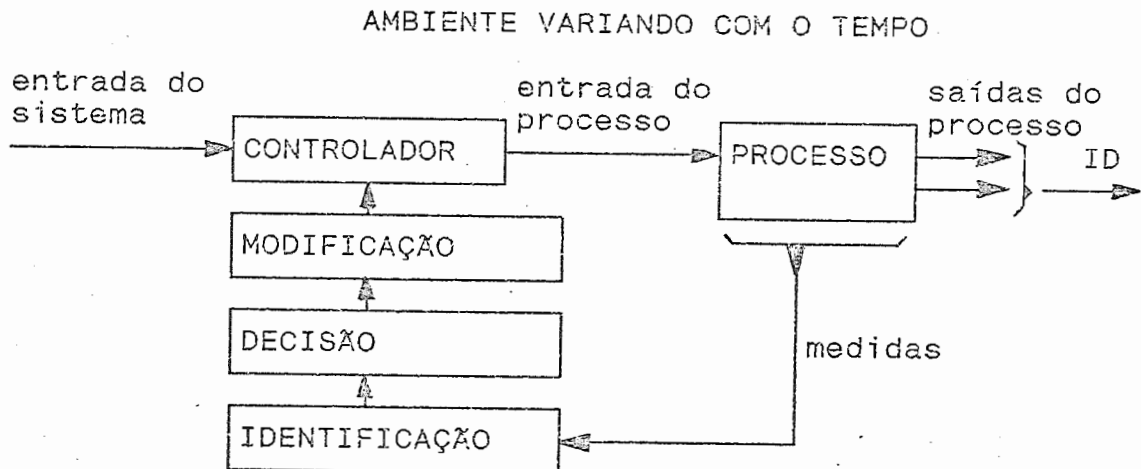 AMBIENTE VARIANDO COM O TEMPO
entrada do
sistema
entrada do
processo
saídas do
processo
ID
CONTROLADOR
PROCESSO
MODIFICAÇÃO
DECISÃO
medidas
IDENTIFICAÇÃO